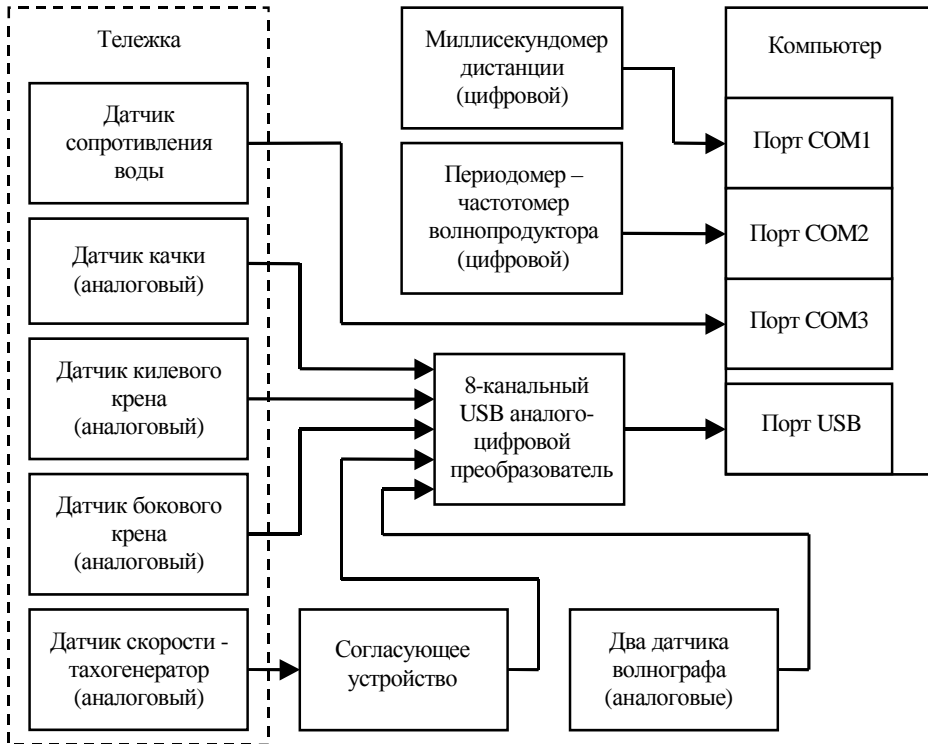 Тележка
Датчик
сопротивления
воды
Датчик качки
(аналоговый)
Датчик килевого
крена
(аналоговый)
Датчик бокового
крена
(аналоговый)
Датчик скорости -
тахогенератор
(аналоговый)
Согласующее
устройство
Два датчика
волнографа
(аналоговые)
Миллисекундомер
дистанции
(цифровой)
Периодомер –
частотомер
волнопродуктора
(цифровой)
8-канальный
USB аналого-
цифровой
преобразователь
Компьютер
Порт COM1
Порт COM2
Порт COM3
Порт USB